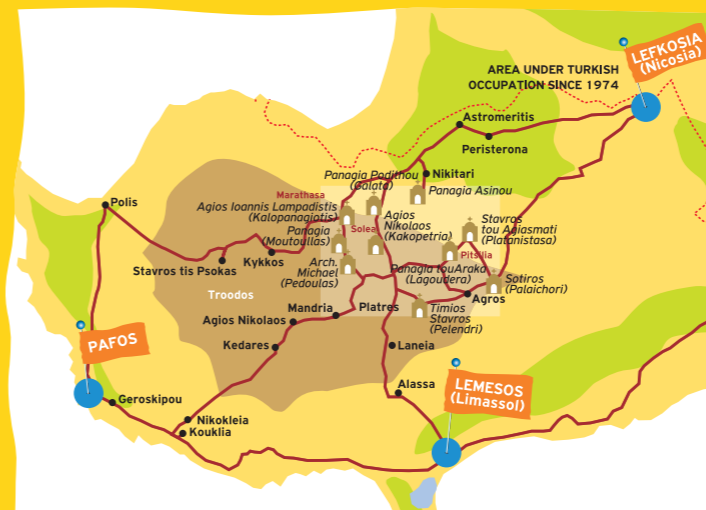 LEFKOSIA
(Nicosia)
AREA UNDER TURKISH
OCCUPATION SINCE 1974
Astromeritis
Peristerona
Panagia Podithou
(Galata)
Nikitari
Panagia Asinou
Marathasa
Agios Ioannis Lampadistis
(Kalopanagiotis)
Polis
Agios
Nikolaos
(Kakopetria)
Solea
Stavros
tou Agiasmati
(Platanistasa)
Panagia
(Moutoullas)
Pitsilia
Kykkos
Stavros tis Psokas
Arch.
Michael
(Pedoulas)
Panagia touAraka
(Lagoudera)
Sotiros
(Palaichori)
Troodos
Agros
Mandria
Platres
Timios
Stavros
(Pelendri)
Agios Nikolaos
PAFOS
Kedares
Laneia
Alassa
LEMESOS
(Limassol)
Geroskipou
Nikokleia
Kouklia